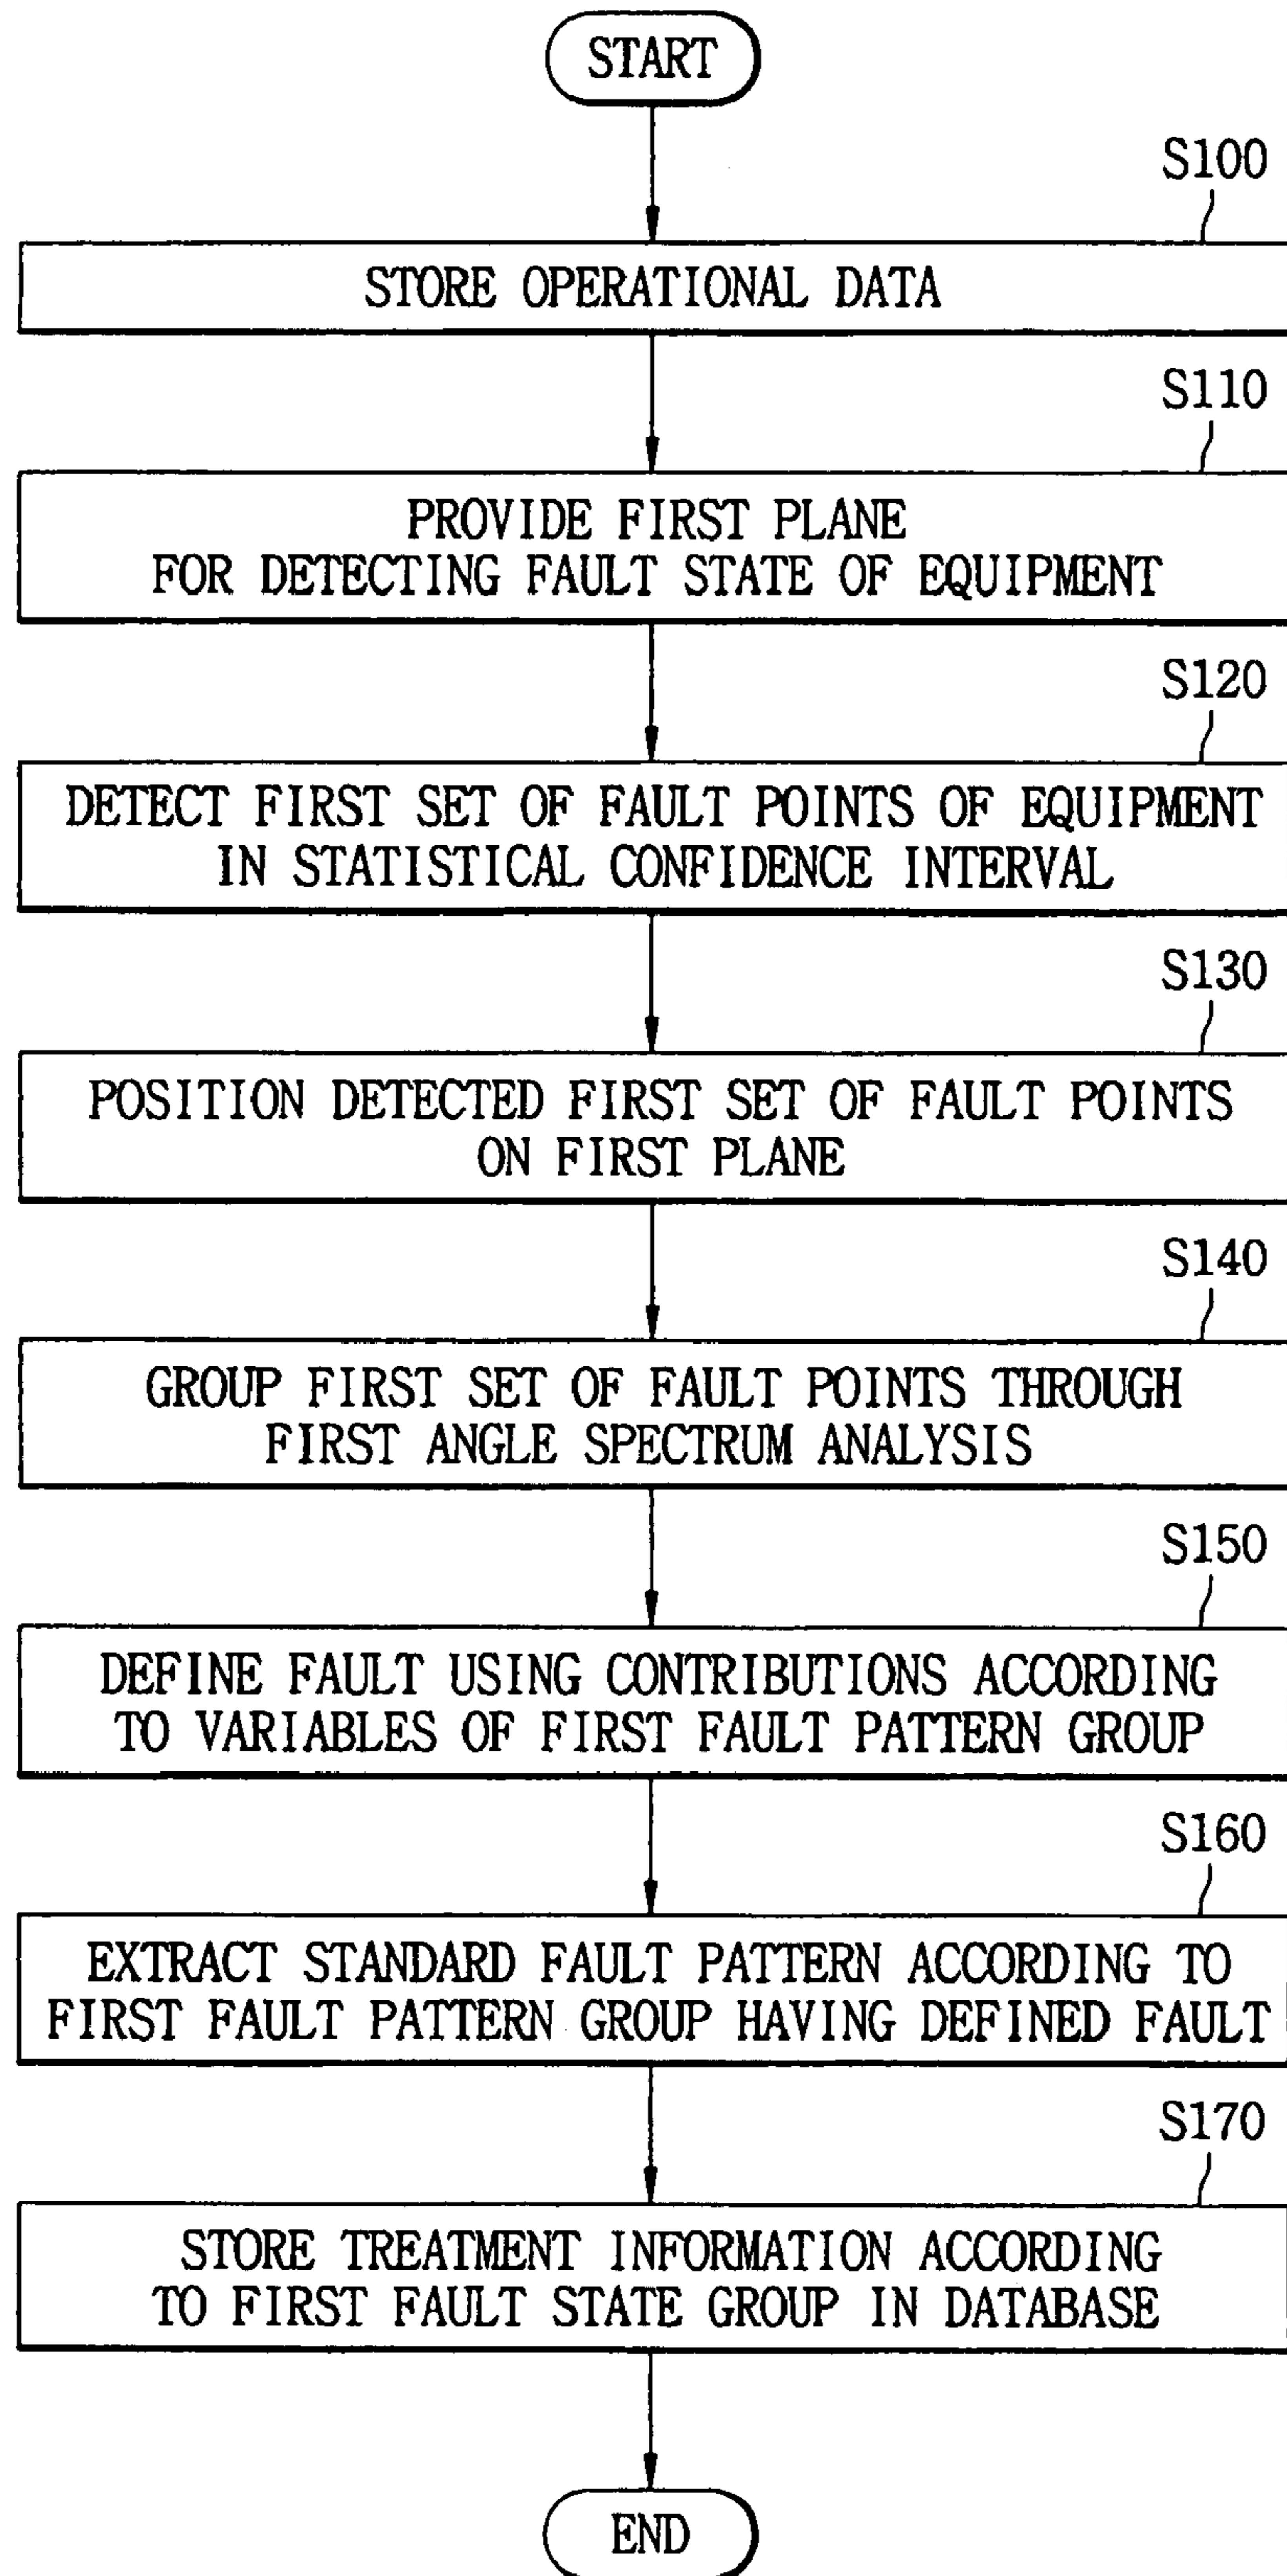 START
S100
STORE OPERATIONAL DATA
S110
PROVIDE FIRST PLANE
FOR DETECTING FAULT STATE OF EQUIPMENT
S120
DETECT FIRST SET OF FAULT POINTS OF EQUIPMENT
IN STATISTICAL CONFIDENCE INTERVAL
S130
POSITION DETECTED FIRST SET OF FAULT POINTS
ON FIRST PLANE
S140
GROUP FIRST SET OF FAULT POINTS THROUGH
FIRST ANGLE SPECTRUM ANALYSIS
S150
DEFINE FAULT USING CONTRIBUTIONS ACCORDING
TO VARIABLES OF FIRST FAULT PATTERN GROUP
S160
EXTRACT STANDARD FAULT PATTERN ACCORDING TO
FIRST FAULT PATTERN GROUP HAVING DEFINED FAULT
S170
STORE TREATMENT INFORMATION ACCORDING
TO FIRST FAULT STATE GROUP IN DATABASE
END